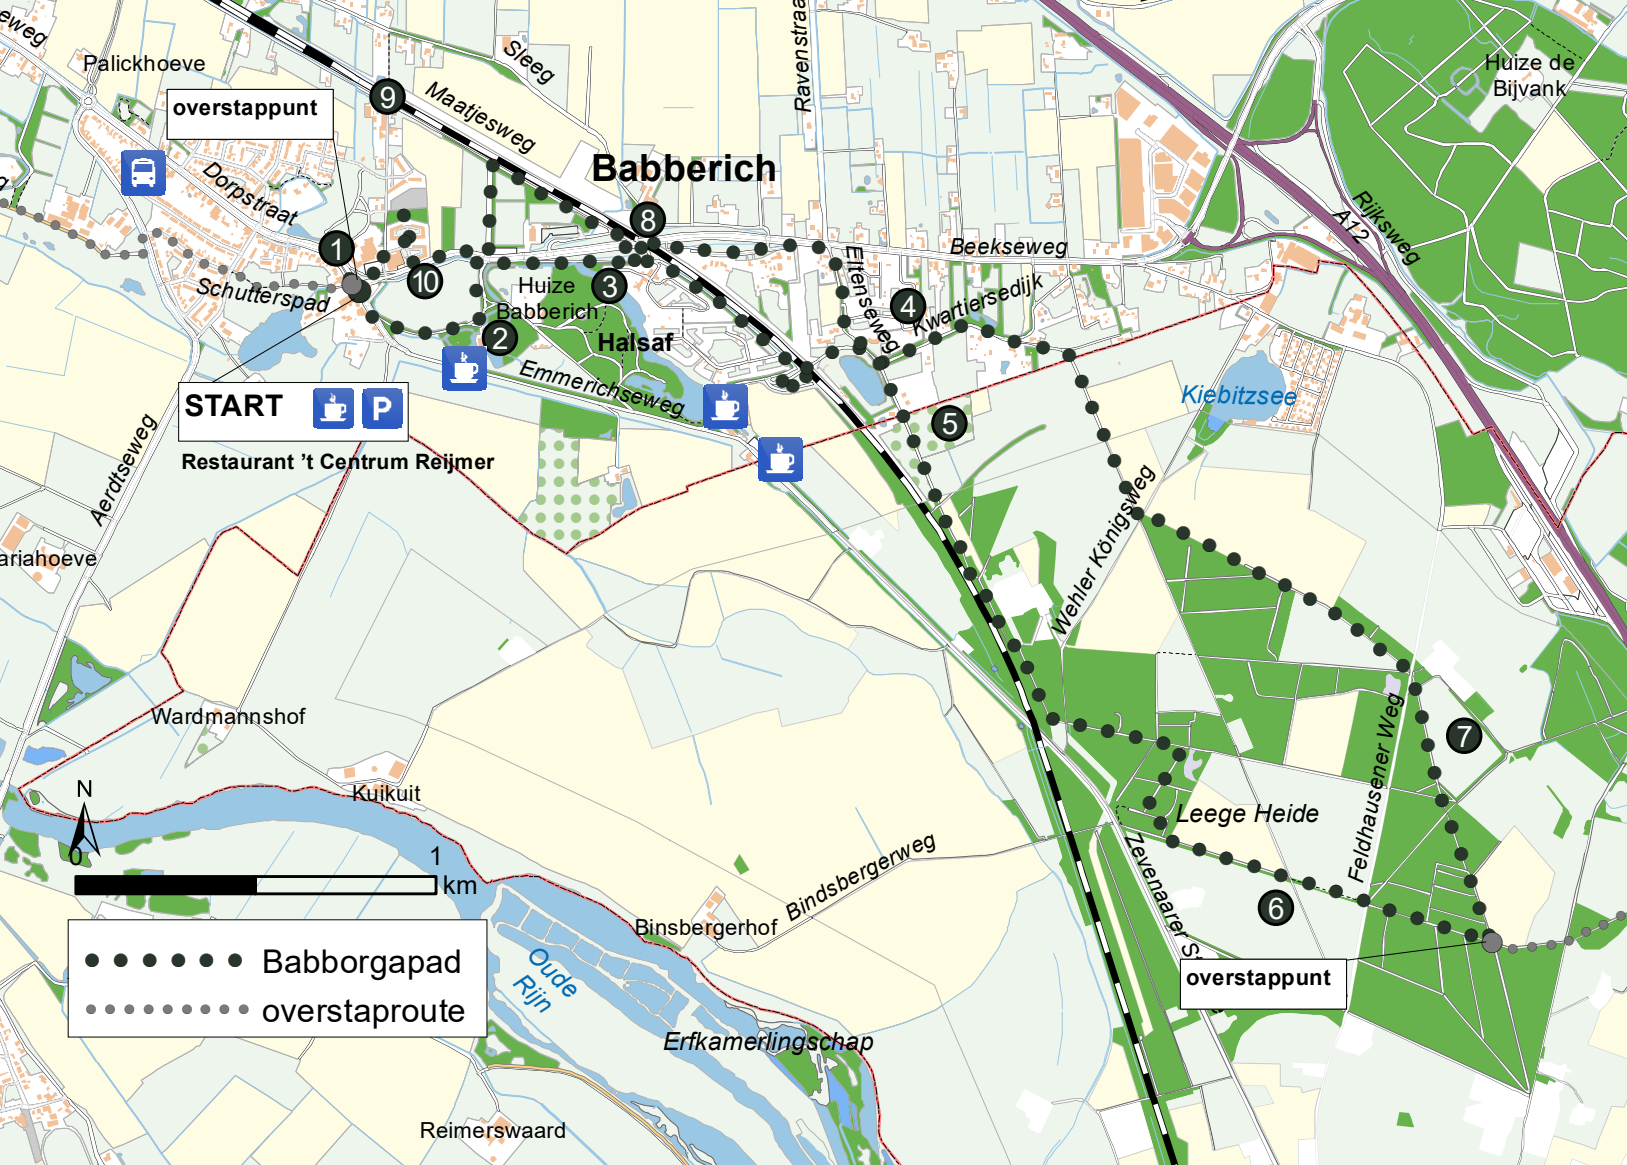 eweg
Palickhoeve
Sleeg
Ravenstraa
Huize de
Bijvank
overstappunt
9
Maatjesweg
Babberich
Dorpstraat
8
Rijksweg
A12
1
Beekseweg
Eltenseweg
Schutterspad
10
Huize
Babberich
3
4
Kwartiersedijk
2
Halsaf
Emmerichseweg
Kiebitzsee
START
P
Restaurant 't Centrum Reijmer
5
Aerdtseweg
Wehler Königsweg
ariahoeve
Wardmannshof
7
Feldhausener Weg
N
Kuikuit
Leege Heide
0
1
km
Zevenaarer S
Bindsbergerweg
6
Binsbergerhof
Babborgapad
overstaproute
Oude
Rijn
overstappunt
Erfkamerlingschap
Reimerswaard